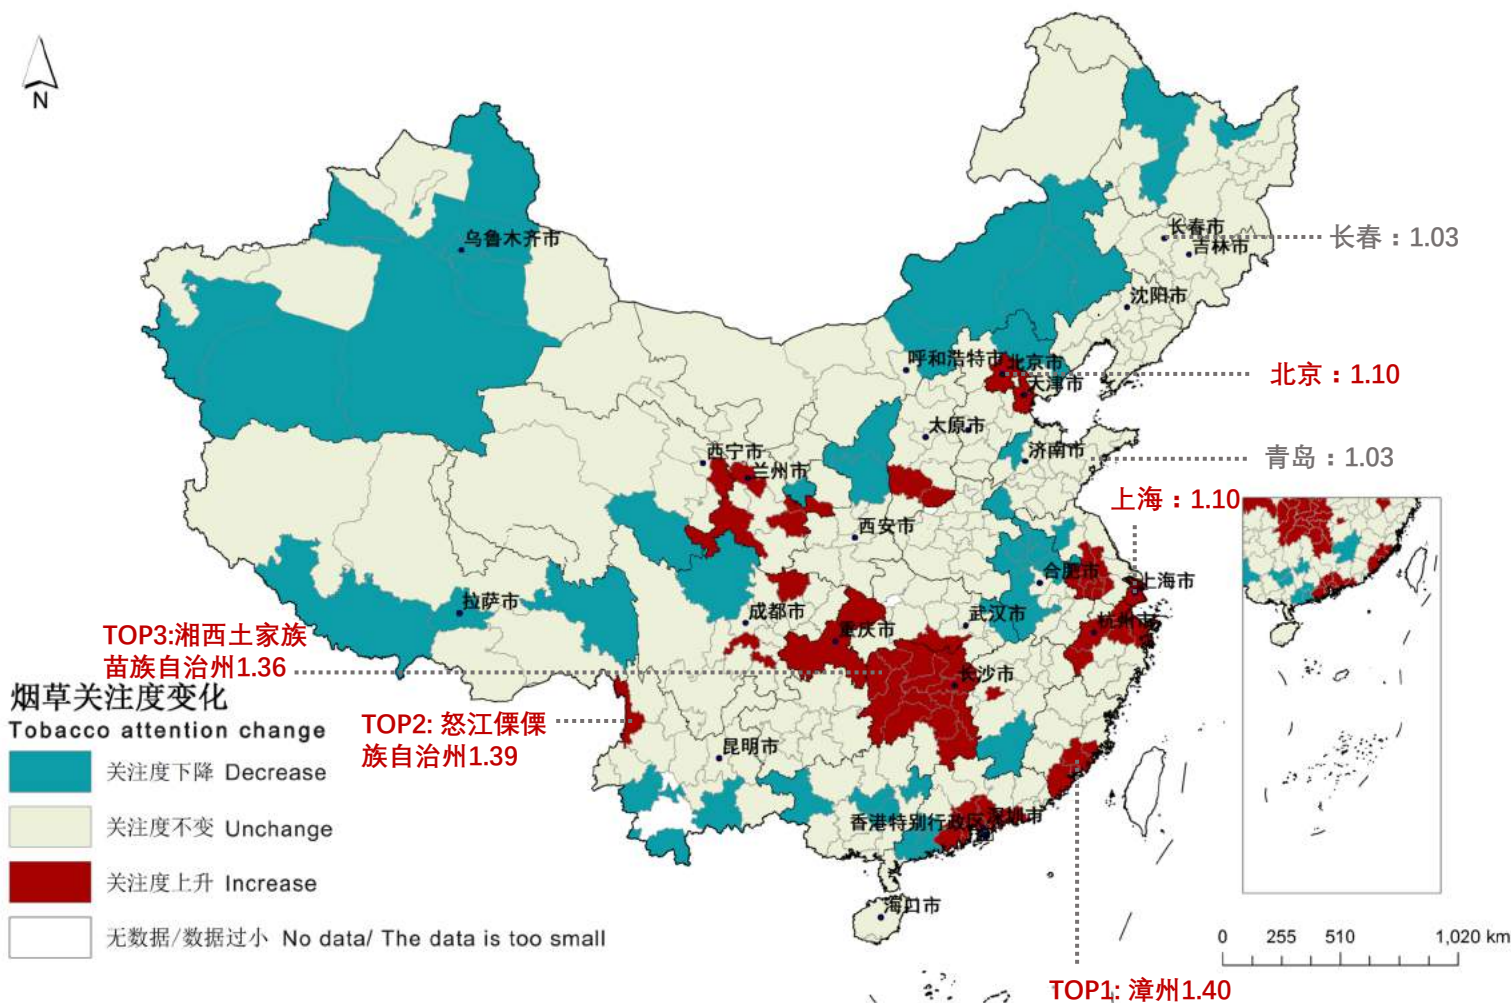 N
乌鲁木齐市
长春市
吉林市
长春：1.03
沈阳市
呼和浩特市
北京市
天津市
北京：1.10
太原市
济南市
青岛：1.03
西宁市
兰州市
上海：1.10
西安市
合肥市
上海市
拉萨市
成都市
武汉市
杭州市
重庆市
TOP3:湘西土家族
苗族自治州1.36
长沙市
烟草关注度变化
Tobacco attention change
TOP2: 怒江傈僳
族自治州1.39
昆明市
关注度下降 Decrease
关注度不变 Unchange
香港特别行政区
深圳市
关注度上升 Increase
海口市
无数据/数据过小 No data/ The data is too small
0 255 510 1,020 km
TOP1: 漳州1.40